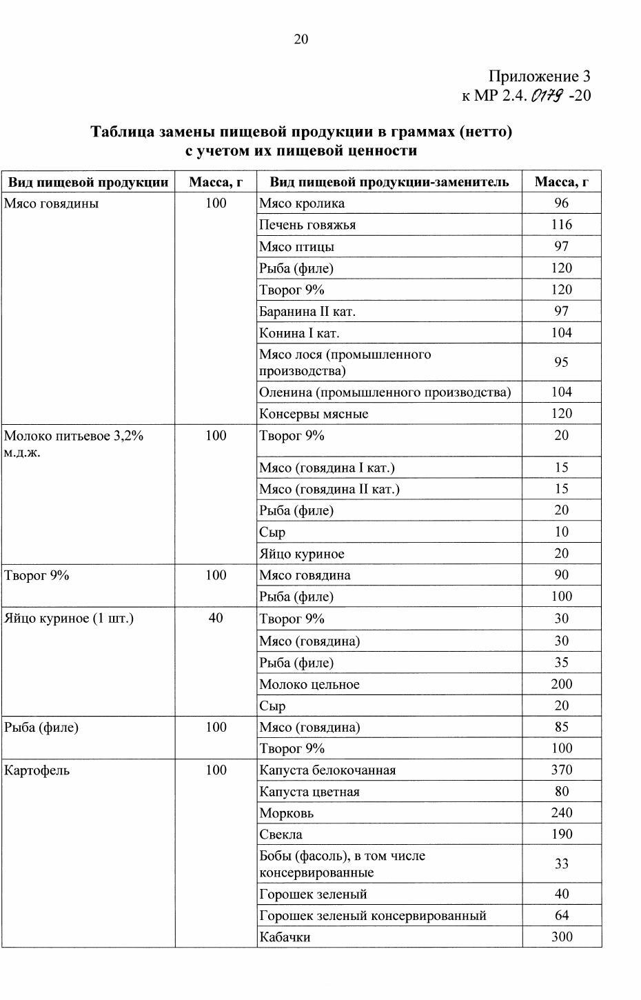 20
Приложение 3
к МР 2.4. 0179 -20
Таблица замены пищевой продукции в граммах (нетто)
с учетом их пищевой ценности
Вид пищевой продукции Масса, г Вид пищевой продукции-заменитель Масса, г
Мясо говядины 100 Мясо кролика 96
Печень говяжья 116
Мясо птицы 97
Рыба (филе) 120
Творог 9% 120
Баранина II кат. 97
Конина I кат. 104
Мясо лося (промышленного
производства) 95
Оленина (промышленного производства) 104
Консервы мясные 120
Молоко питьевое 3,2% 100 Творог 9% 20
м.д.ж.
Мясо (говядина I кат.) 15
Мясо (говядина II кат.) 15
Рыба (филе) 20
Сыр 10
Яйцо куриное 20
Творог 9% 100 Мясо говядина 90
Рыба (филе) 100
Яйцо куриное (1 шт.) 40 Творог 9% 30
Мясо (говядина) 30
Рыба (филе) 35
Молоко цельное 200
Сыр 20
Рыба (филе) 100 Мясо (говядина) 85
Творог 9% 100
Картофель 100 Капуста белокочанная 370
Капуста цветная 80
Морковь 240
Свекла 190
Бобы (фасоль), в том числе
консервированные 33
Горошек зеленый 40
Горошек зеленый консервированный 64
Кабачки 300